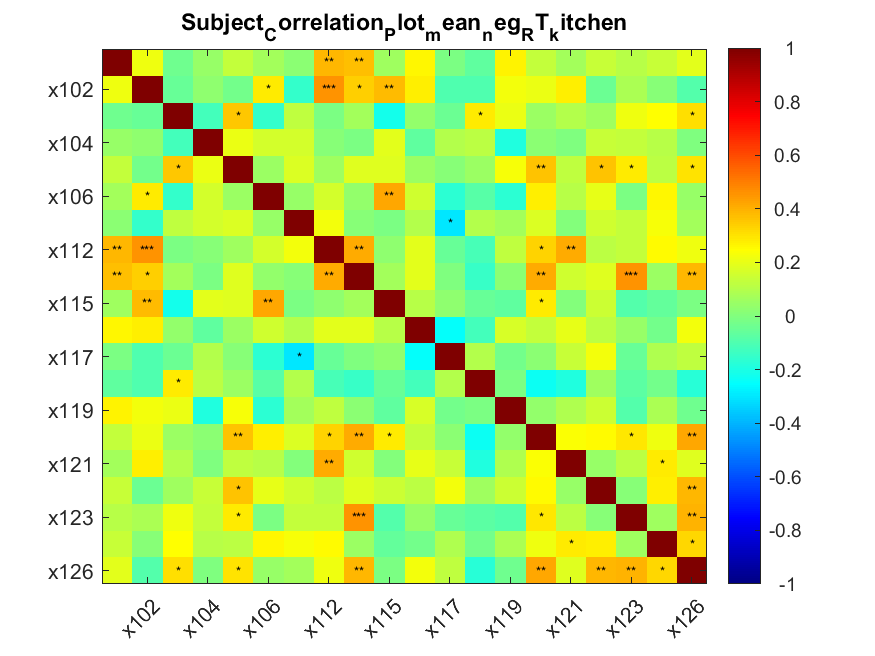 SubjectCorrelationPlotmeannegRTkitchen
** **
x102 * *** * **
* * *
x104
* ** * * *
x106 * **
*
x112 ** *** ** * **
** * ** ** *** **
x115 ** ** *
x117 *
*
x119
** * ** * * **
x121 ** *
* **
x123 * *** * **
* *
x126 * * ** ** ** ** *
x102 x104 x106 x112 x115 x117 x119 x121 x123 x126
1
0.8
0.6
0.4
0.2
0
-0.2
-0.4
-0.6
-0.8
-1